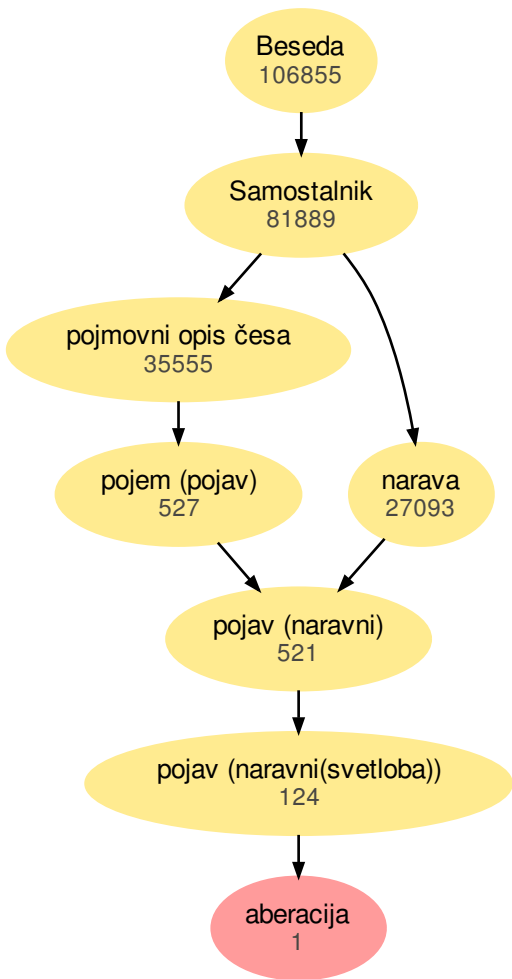 Beseda
106855
Samostalnik
81889
pojmovni opis česa
35555
pojem (pojav)
527
narava
27093
pojav (naravni)
521
pojav (naravni(svetloba))
124
aberacija
1